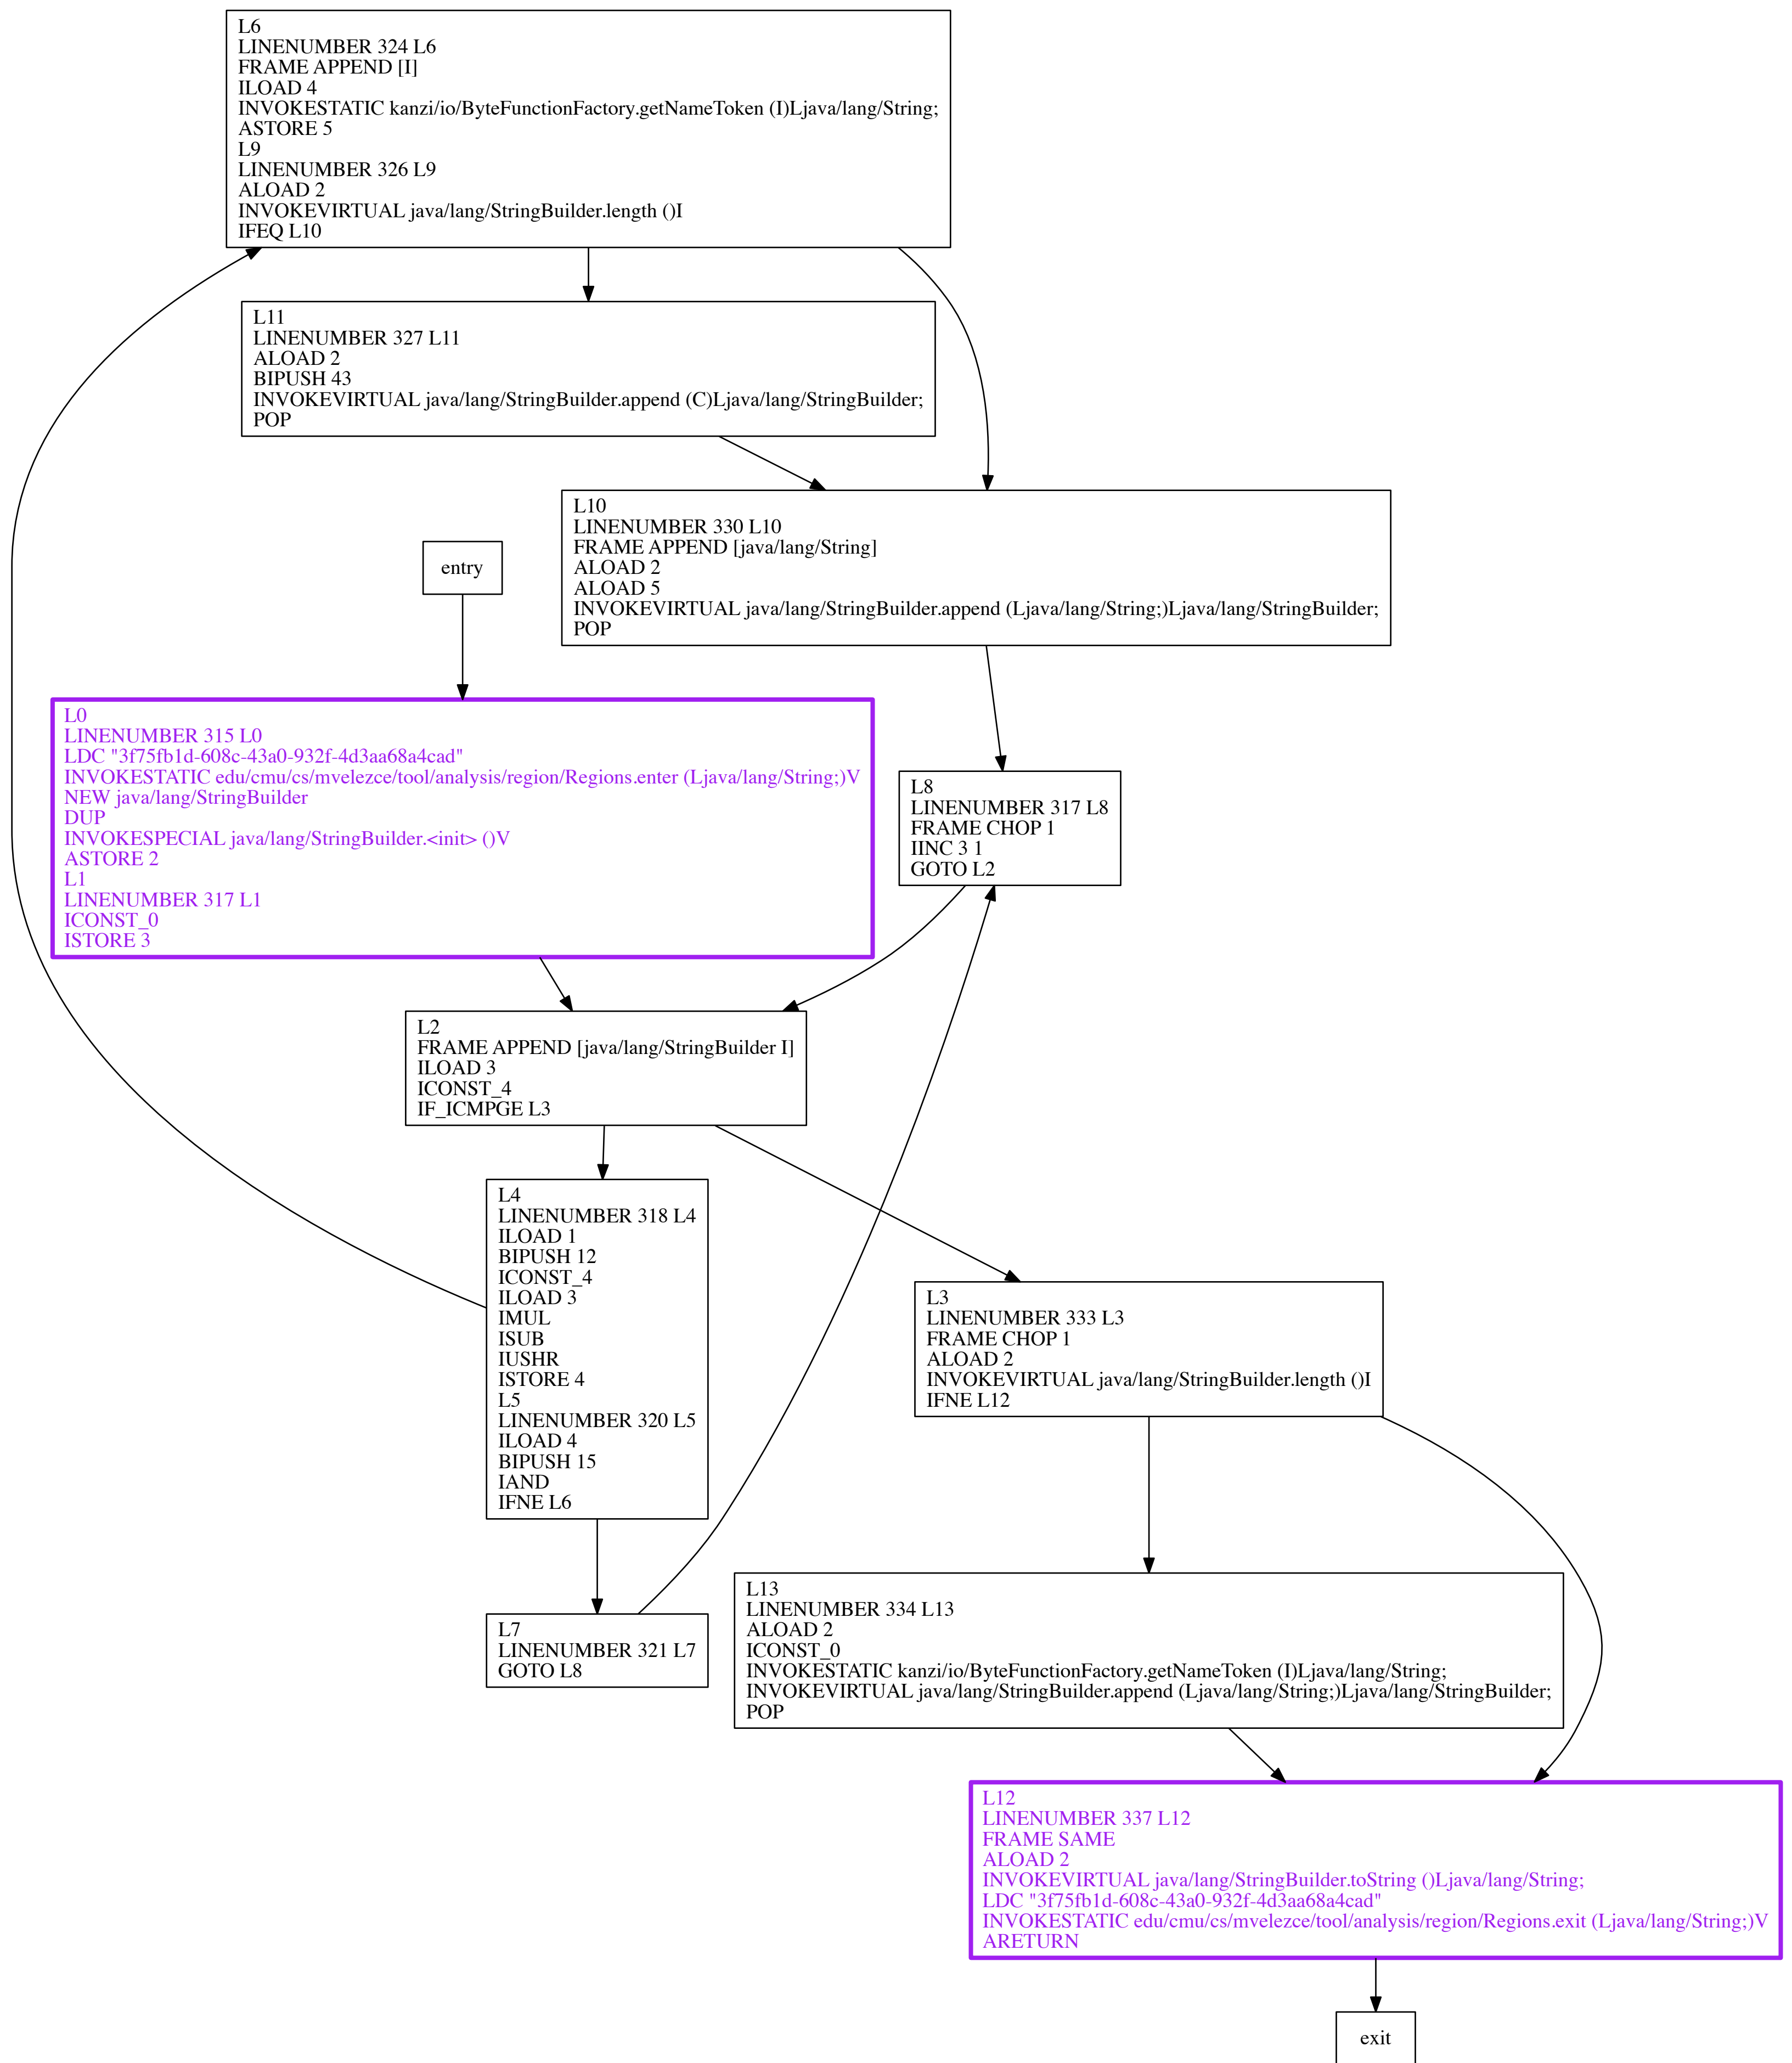 L6
LINENUMBER 324 L6
FRAME APPEND [I]
ILOAD 4
INVOKESTATIC kanzi/io/ByteFunctionFactory.getNameToken (I)Ljava/lang/String;
ASTORE 5
L9
LINENUMBER 326 L9
ALOAD 2
INVOKEVIRTUAL java/lang/StringBuilder.length ()I
IFEQ L10
L11
LINENUMBER 327 L11
ALOAD 2
BIPUSH 43
INVOKEVIRTUAL java/lang/StringBuilder.append (C)Ljava/lang/StringBuilder;
POP
L10
LINENUMBER 330 L10
FRAME APPEND [java/lang/String]
ALOAD 2
ALOAD 5
INVOKEVIRTUAL java/lang/StringBuilder.append (Ljava/lang/String;)Ljava/lang/StringBuilder;
POP
entry
L0
LINENUMBER 315 L0
LDC "3f75fb1d-608c-43a0-932f-4d3aa68a4cad"
INVOKESTATIC edu/cmu/cs/mvelezce/tool/analysis/region/Regions.enter (Ljava/lang/String;)V
NEW java/lang/StringBuilder
DUP
INVOKESPECIAL java/lang/StringBuilder.<init> ()V
ASTORE 2
L1
LINENUMBER 317 L1
ICONST_0
ISTORE 3
L8
LINENUMBER 317 L8
FRAME CHOP 1
IINC 3 1
GOTO L2
L2
FRAME APPEND [java/lang/StringBuilder I]
ILOAD 3
ICONST_4
IF_ICMPGE L3
L4
LINENUMBER 318 L4
ILOAD 1
BIPUSH 12
ICONST_4
ILOAD 3
IMUL
ISUB
IUSHR
ISTORE 4
L5
LINENUMBER 320 L5
ILOAD 4
BIPUSH 15
IAND
IFNE L6
L3
LINENUMBER 333 L3
FRAME CHOP 1
ALOAD 2
INVOKEVIRTUAL java/lang/StringBuilder.length ()I
IFNE L12
L7
LINENUMBER 321 L7
GOTO L8
L13
LINENUMBER 334 L13
ALOAD 2
ICONST_0
INVOKESTATIC kanzi/io/ByteFunctionFactory.getNameToken (I)Ljava/lang/String;
INVOKEVIRTUAL java/lang/StringBuilder.append (Ljava/lang/String;)Ljava/lang/StringBuilder;
POP
L12
LINENUMBER 337 L12
FRAME SAME
ALOAD 2
INVOKEVIRTUAL java/lang/StringBuilder.toString ()Ljava/lang/String;
LDC "3f75fb1d-608c-43a0-932f-4d3aa68a4cad"
INVOKESTATIC edu/cmu/cs/mvelezce/tool/analysis/region/Regions.exit (Ljava/lang/String;)V
ARETURN
exit